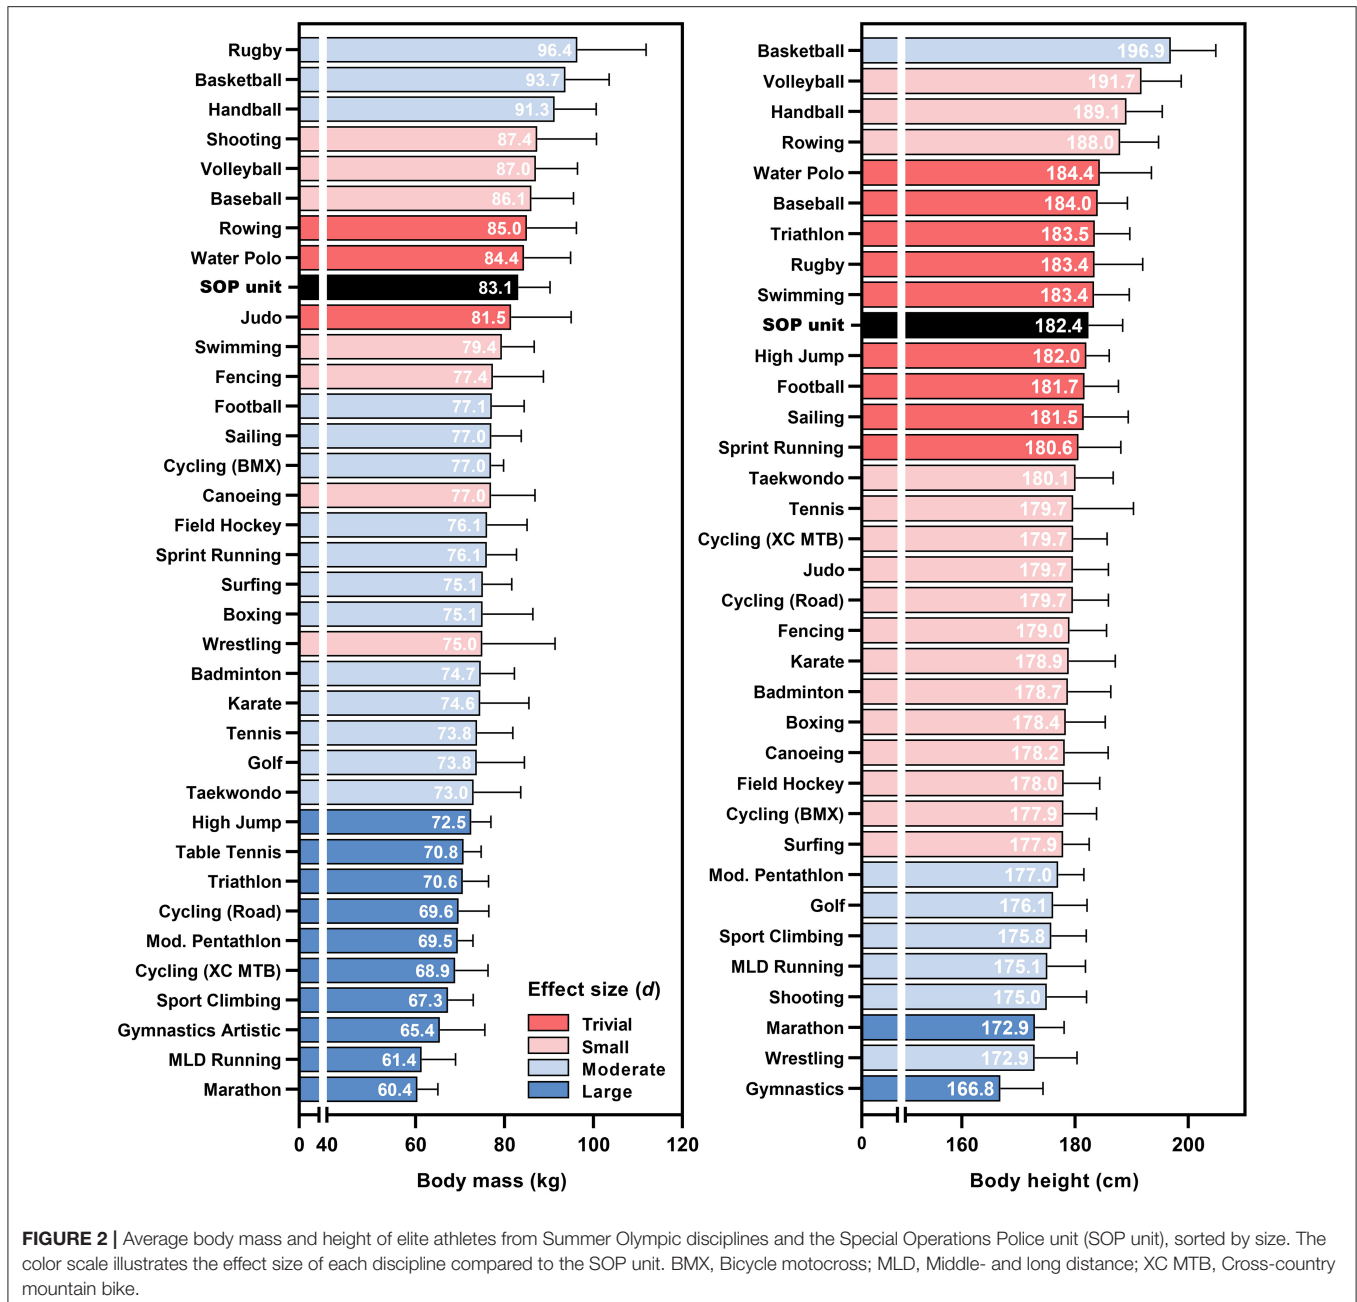 Rugby 96.4
Basketball 93.7
Handball 91.3
Shooting 87.4
Volleyball 87.0
Baseball 86.1
Rowing 85.0
Water Polo 84.4
SOP unit 83.1
Judo 81.5
Swimming 79.4
Fencing 77.4
Football 77.1
Sailing 77.0
Cycling (BMX) 77.0
Canoeing 77.0
Field Hockey 76.1
Sprint Running 76.1
Surfing 75.1
Boxing 75.1
Wrestling 75.0
Badminton 74.7
Karate 74.6
Tennis 73.8
Golf 73.8
Taekwondo 73.0
High Jump 72.5
Table Tennis 70.8
Triathlon 70.6
Cycling (Road) 69.6
Mod. Pentathlon 69.5
Cycling (XC MTB) 68.9
Sport Climbing 67.3
Gymnastics Artistic 65.4
MLD Running 61.4
Marathon 60.4
Effect size (d)
Trivial
Small
Moderate
Large
0 40 60 80 100 120
Body mass (kg)
Basketball 196.9
Volleyball 191.7
Handball 189.1
Rowing 188.0
Water Polo 184.4
Baseball 184.0
Triathlon 183.5
Rugby 183.4
Swimming 183.4
SOP unit 182.4
High Jump 182.0
Football 181.7
Sailing 181.5
Sprint Running 180.6
Taekwondo 180.1
Tennis 179.7
Cycling (XC MTB) 179.7
Judo 179.7
Cycling (Road) 179.7
Fencing 179.0
Karate 178.9
Badminton 178.7
Boxing 178.4
Canoeing 178.2
Field Hockey 178.0
Cycling (BMX) 177.9
Surfing 177.9
Mod. Pentathlon 177.0
Golf 176.1
Sport Climbing 175.8
MLD Running 175.1
Shooting 175.0
Marathon 172.9
Wrestling 172.9
Gymnastics 166.8
0 160 180 200
Body height (cm)
FIGURE 2 | Average body mass and height of elite athletes from Summer Olympic disciplines and the Special Operations Police unit (SOP unit), sorted by size. The
color scale illustrates the effect size of each discipline compared to the SOP unit. BMX, Bicycle motocross; MLD, Middle- and long distance; XC MTB, Cross-country
mountain bike.